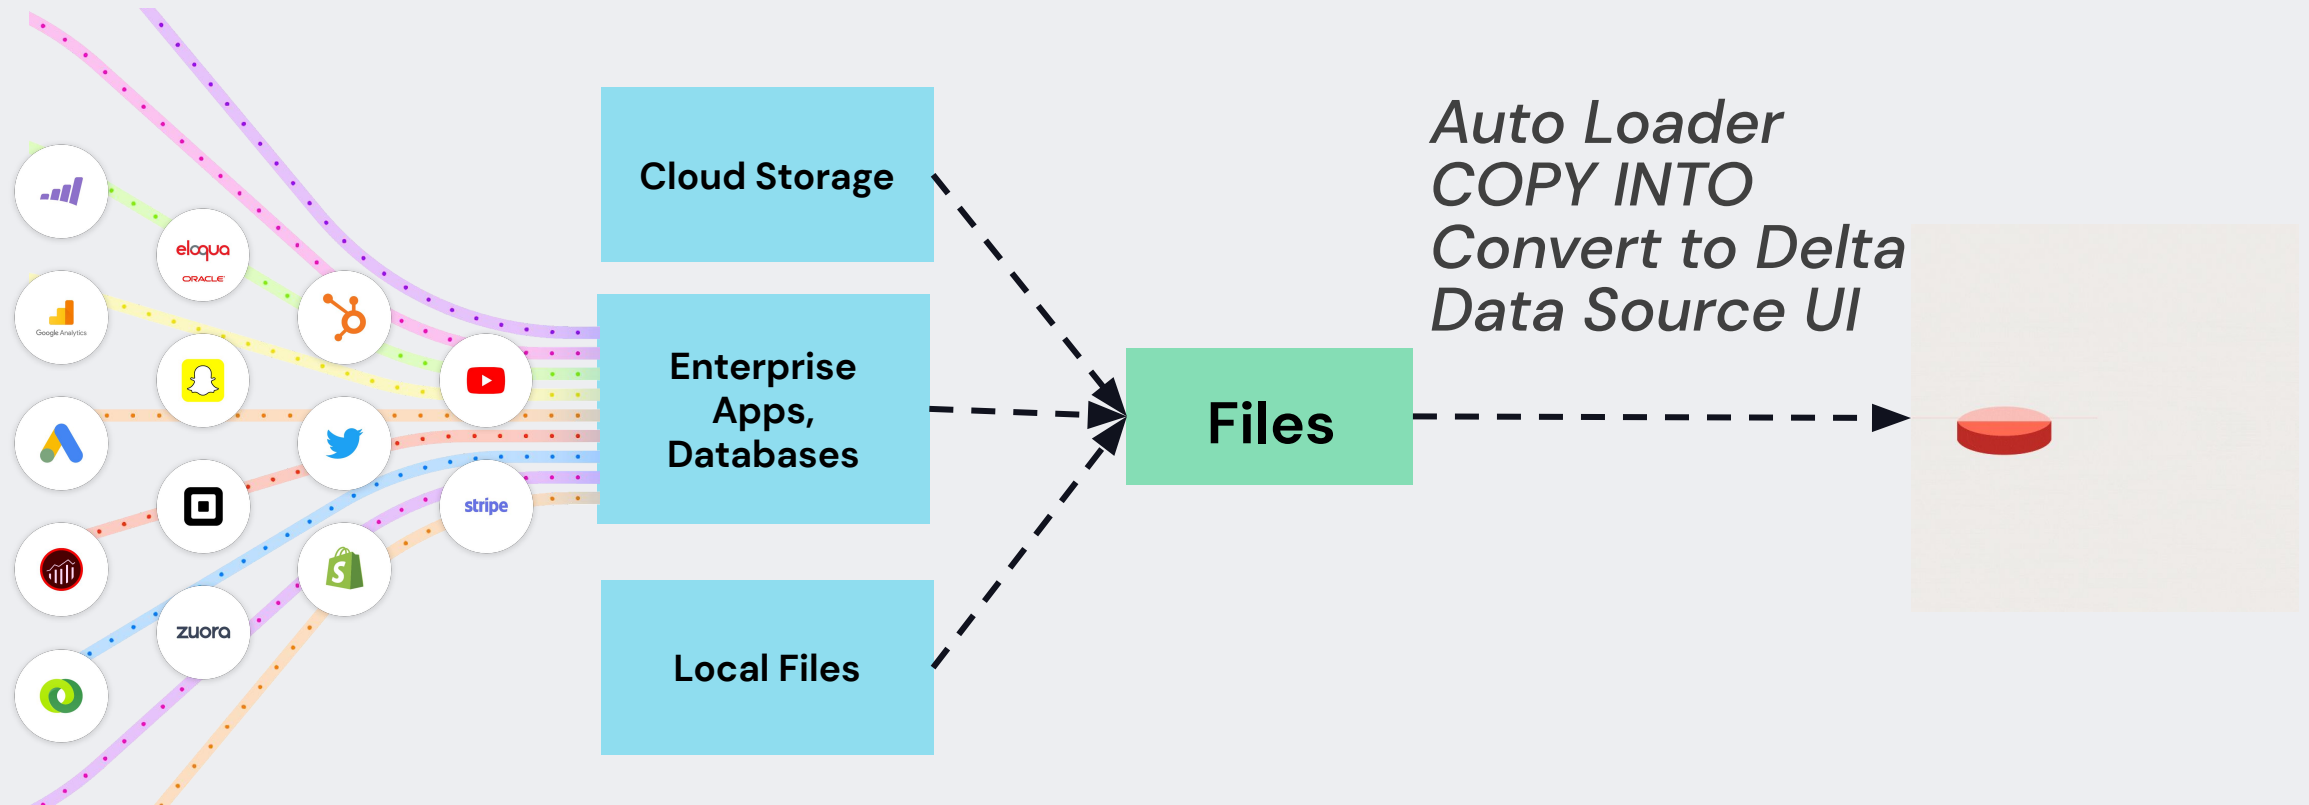 eloqua
ORACLE
Google Analytics
stripe
zuora
S
Cloud Storage
Enterprise
Apps,
Databases
Local Files
Files
Auto Loader
COPY INTO
Convert to Delta
Data Source UI